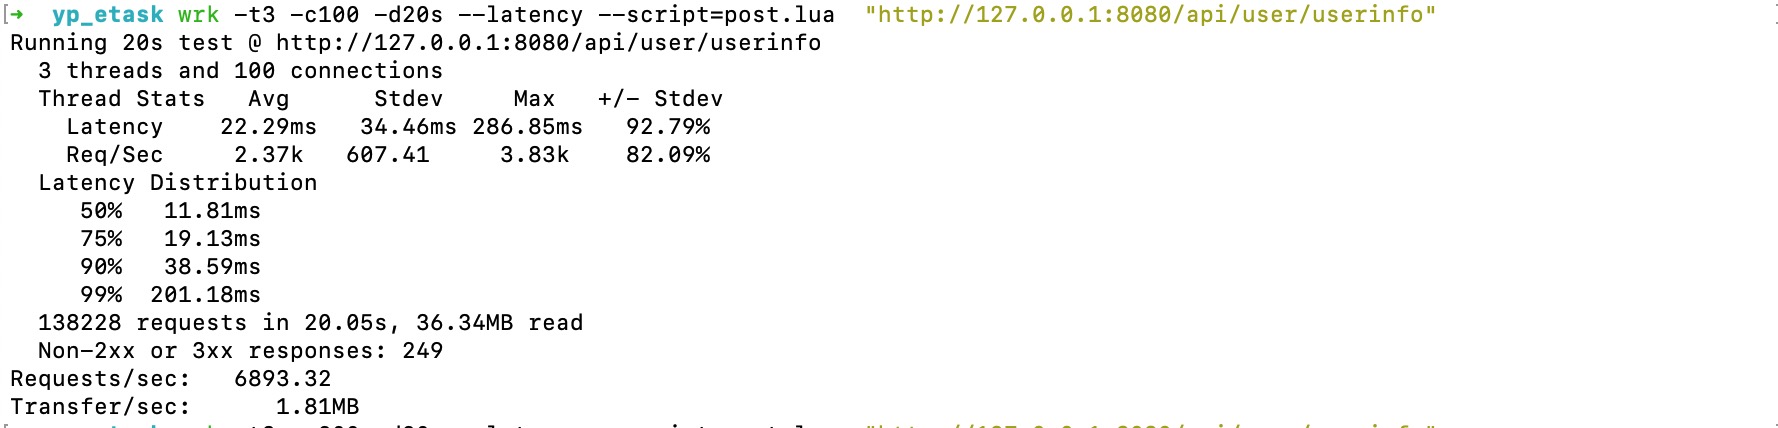 [→  yp_etask wrk -t3 -c100 -d20s --latency --script=post.lua  "http://127.0.0.1:8080/api/user/userinfo"
Running 20s test @ http://127.0.0.1:8080/api/user/userinfo
  3 threads and 100 connections
  Thread Stats   Avg      Stdev     Max   +/- Stdev
    Latency    22.29ms   34.46ms 286.85ms   92.79%
    Req/Sec     2.37k   607.41     3.83k    82.09%
  Latency Distribution
     50%   11.81ms
     75%   19.13ms
     90%   38.59ms
     99%  201.18ms
  138228 requests in 20.05s, 36.34MB read
  Non-2xx or 3xx responses: 249
Requests/sec:   6893.32
Transfer/sec:      1.81MB